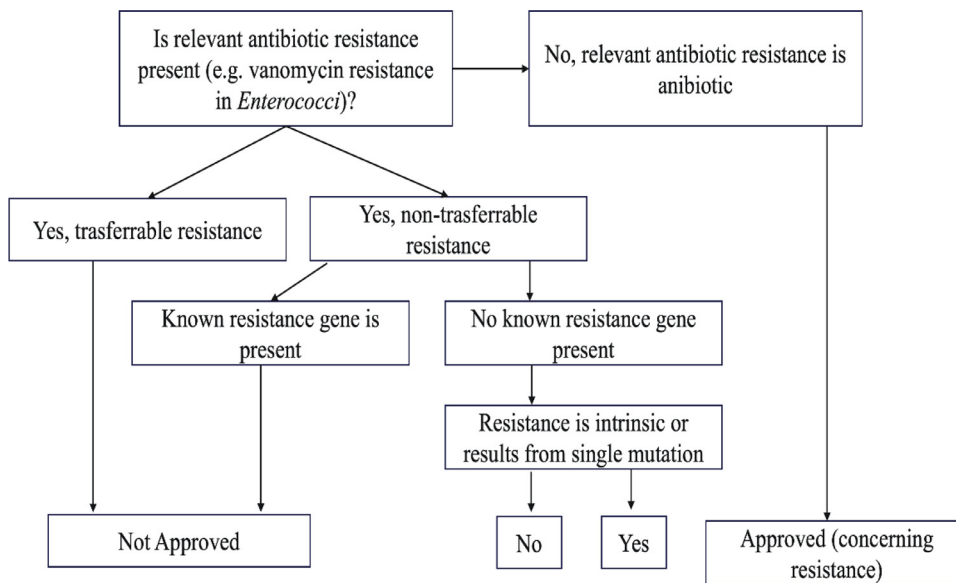 Is relevant antibiotic resistance
present (e.g. vanomycin resistance
in Enterococci)?
No, relevant antibiotic resistance is
anibiotic
Yes, trasferrable resistance
Yes, non-trasferrable
resistance
Known resistance gene is
present
No known resistance gene
present
Resistance is intrinsic or
results from single mutation
Not Approved
No
Yes
Approved (concerning
resistance)